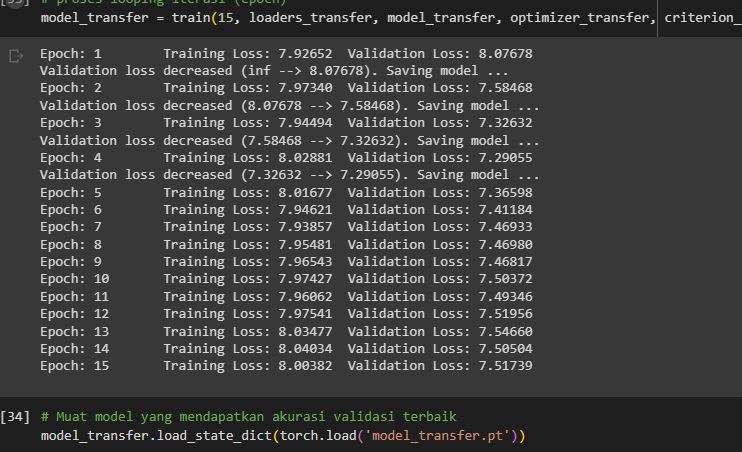 [33] # proses looping iterasi (epoch)
model_transfer = train(15, loaders_transfer, model_transfer, optimizer_transfer, criterion_
Epoch: 1 Training Loss: 7.92652 Validation Loss: 8.07678
Validation loss decreased (inf --> 8.07678). Saving model ...
Epoch: 2 Training Loss: 7.97340 Validation Loss: 7.58468
Validation loss decreased (8.07678 --> 7.58468). Saving model ...
Epoch: 3 Training Loss: 7.94494 Validation Loss: 7.32632
Validation loss decreased (7.58468 --> 7.32632). Saving model ...
Epoch: 4 Training Loss: 8.02881 Validation Loss: 7.29055
Validation loss decreased (7.32632 --> 7.29055). Saving model ...
Epoch: 5 Training Loss: 8.01677 Validation Loss: 7.36598
Epoch: 6 Training Loss: 7.94621 Validation Loss: 7.41184
Epoch: 7 Training Loss: 7.93857 Validation Loss: 7.46933
Epoch: 8 Training Loss: 7.95481 Validation Loss: 7.46980
Epoch: 9 Training Loss: 7.96543 Validation Loss: 7.46817
Epoch: 10 Training Loss: 7.97427 Validation Loss: 7.50372
Epoch: 11 Training Loss: 7.96062 Validation Loss: 7.49346
Epoch: 12 Training Loss: 7.97541 Validation Loss: 7.51956
Epoch: 13 Training Loss: 8.03477 Validation Loss: 7.54660
Epoch: 14 Training Loss: 8.04034 Validation Loss: 7.50504
Epoch: 15 Training Loss: 8.00382 Validation Loss: 7.51739
[34] # Muat model yang mendapatkan akurasi validasi terbaik
model_transfer.load_state_dict(torch.load('model_transfer.pt'))